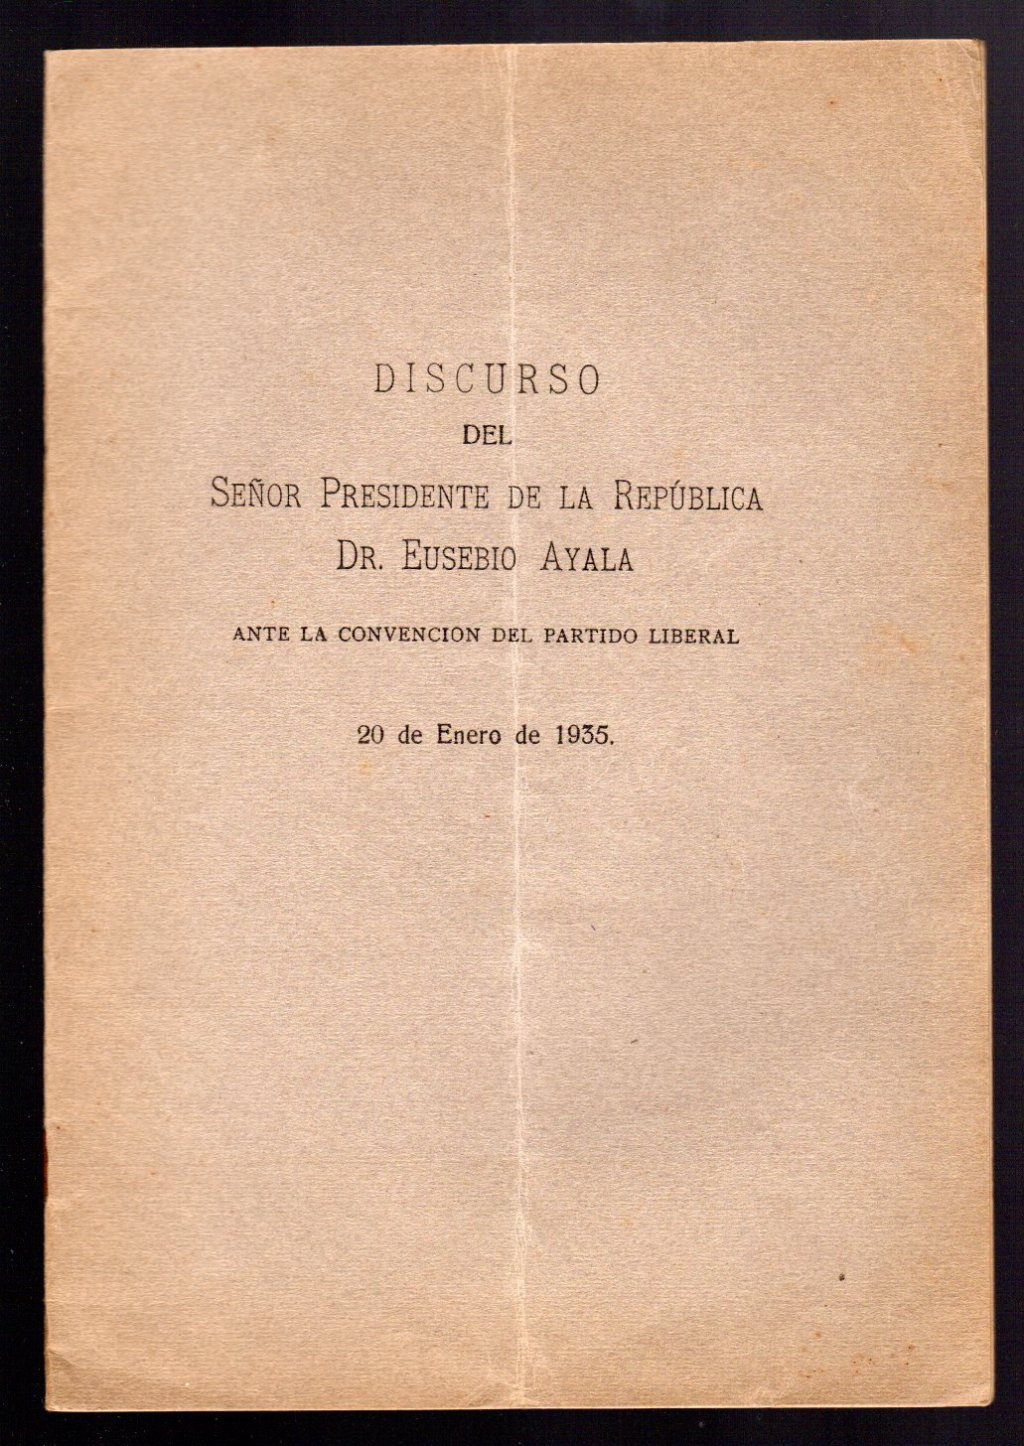 DISCURSO
DEL
SEÑOR PRESIDENTE DE LA REPÚBLICA
DR. EUSEBIO AYALA
ANTE LA CONVENCION DEL PARTIDO LIBERAL
20 de Enero de 1935.